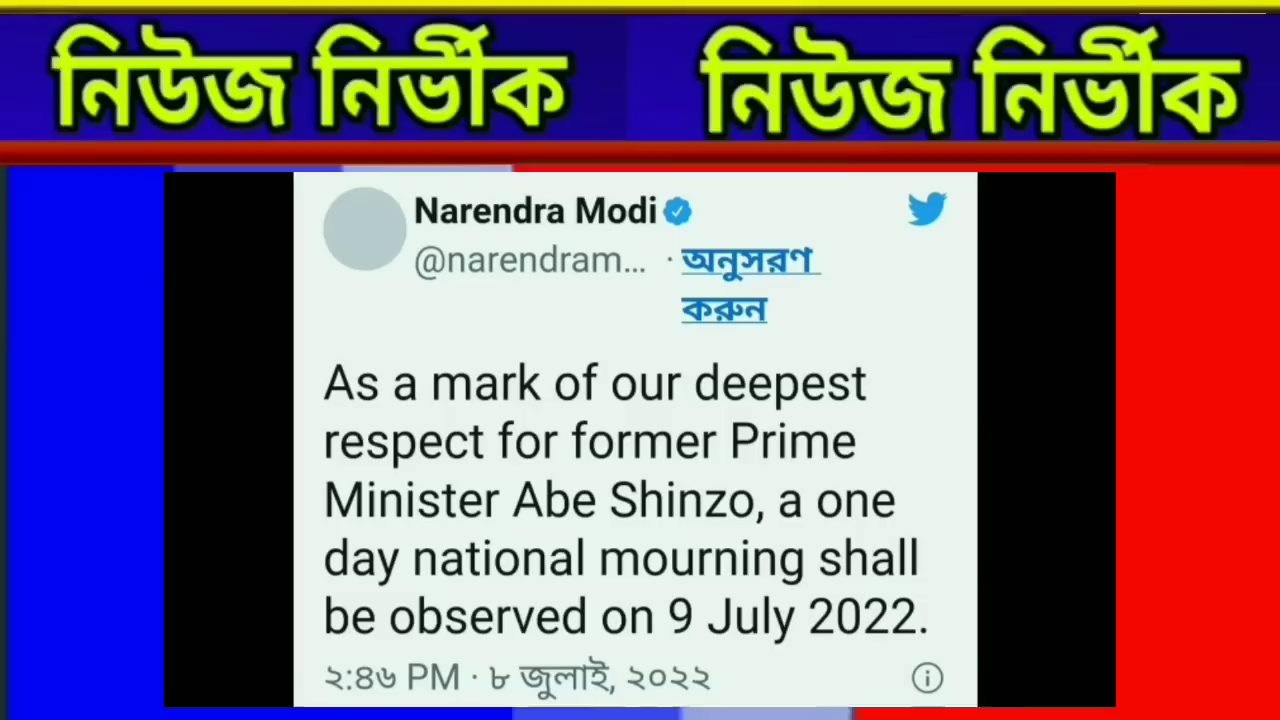 নিউজ নির্ভীক নিউজ নির্ভীক
Narendra Modi
@narendram... · অনুসরণ
করুন
As a mark of our deepest
respect for former Prime
Minister Abe Shinzo, a one
day national mourning shall
be observed on 9 July 2022.
২:৪৬ PM · ৮ জুলাই, ২০২২